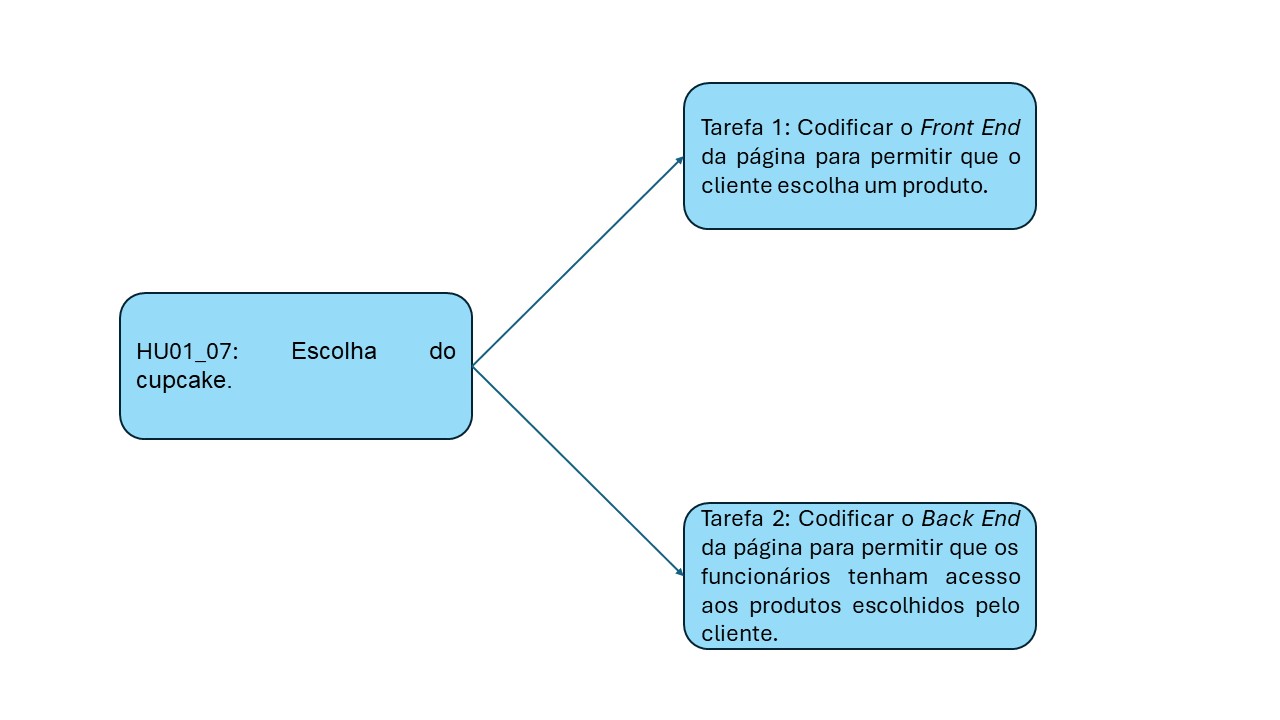 Tarefa 1: Codificar o Front End
da página para permitir que o
cliente escolha um produto.
HU01_07: Escolha do
cupcake.
Tarefa 2: Codificar o Back End
da página para permitir que os
funcionários tenham acesso
aos produtos escolhidos pelo
cliente.